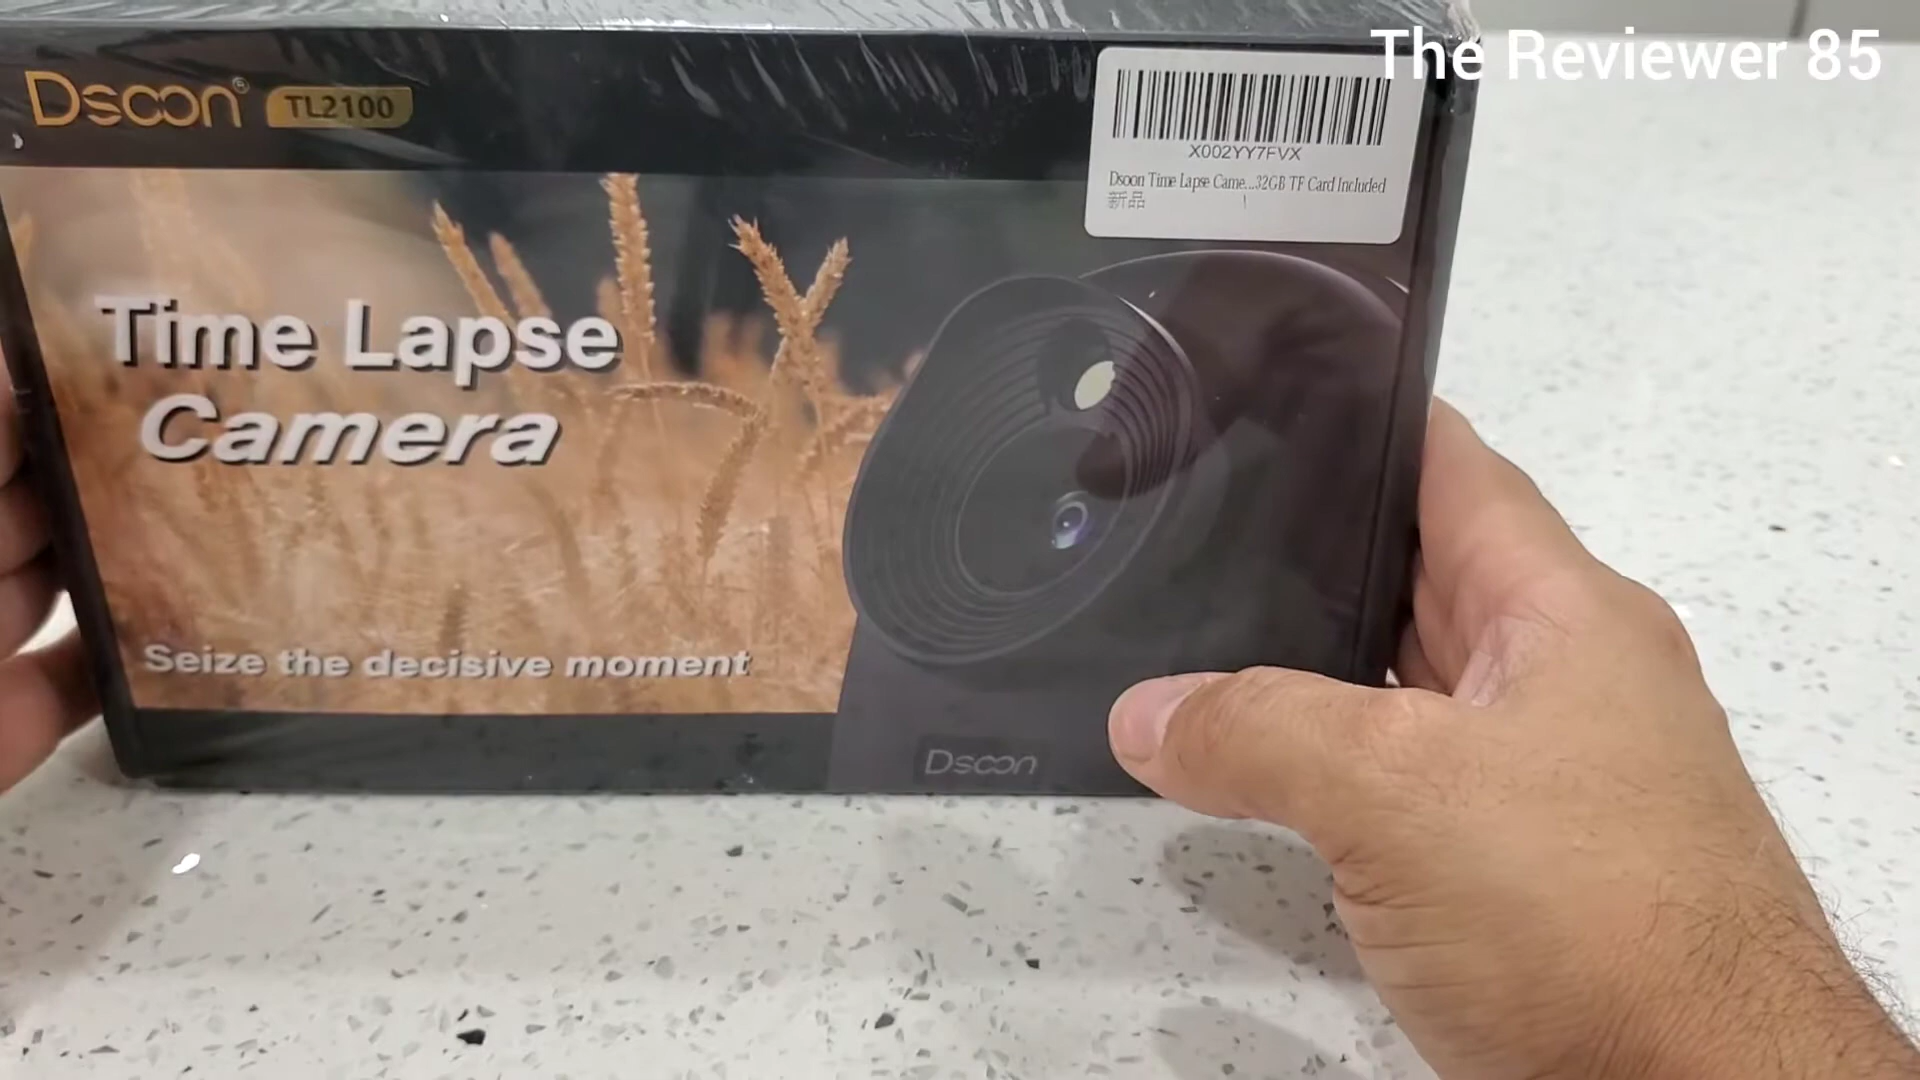 The Reviewer 85
Dsoon® TL2100
X002YY7FVX
Dsoon Time Lapse Came...32GB TF Card Included
新品
Time Lapse
Camera
Seize the decisive moment
Dsoon